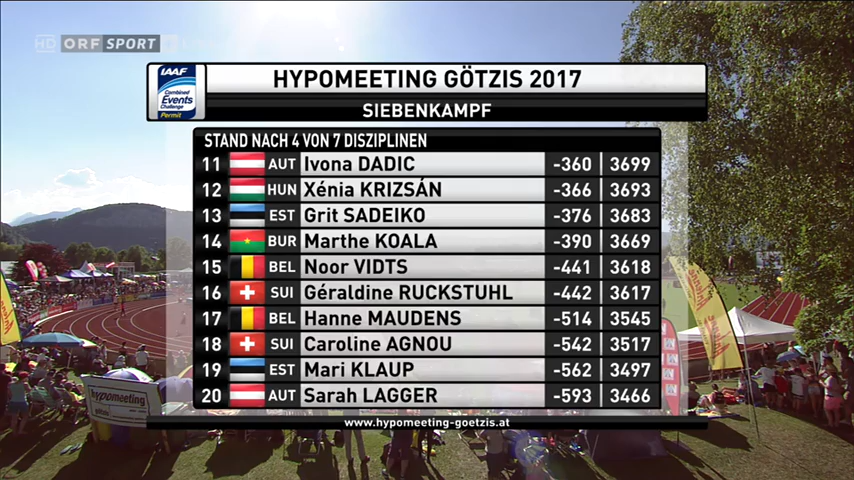 HD ORF SPORT +
IAAF
Combined
Events
Challenge
Permit
HYPOMEETING GÖTZIS 2017
SIEBENKAMPF
STAND NACH 4 VON 7 DISZIPLINEN
11 AUT Ivona DADIC -360 3699
12 HUN Xénia KRIZSÁN -366 3693
13 EST Grit SADEIKO -376 3683
14 BUR Marthe KOALA -390 3669
15 BEL Noor VIDTS -441 3618
16 SUI Géraldine RUCKSTUHL -442 3617
17 BEL Hanne MAUDENS -514 3545
18 SUI Caroline AGNOU -542 3517
19 EST Mari KLAUP -562 3497
20 AUT Sarah LAGGER -593 3466
www.hypomeeting-goetzis.at
hypomeeting
götzis